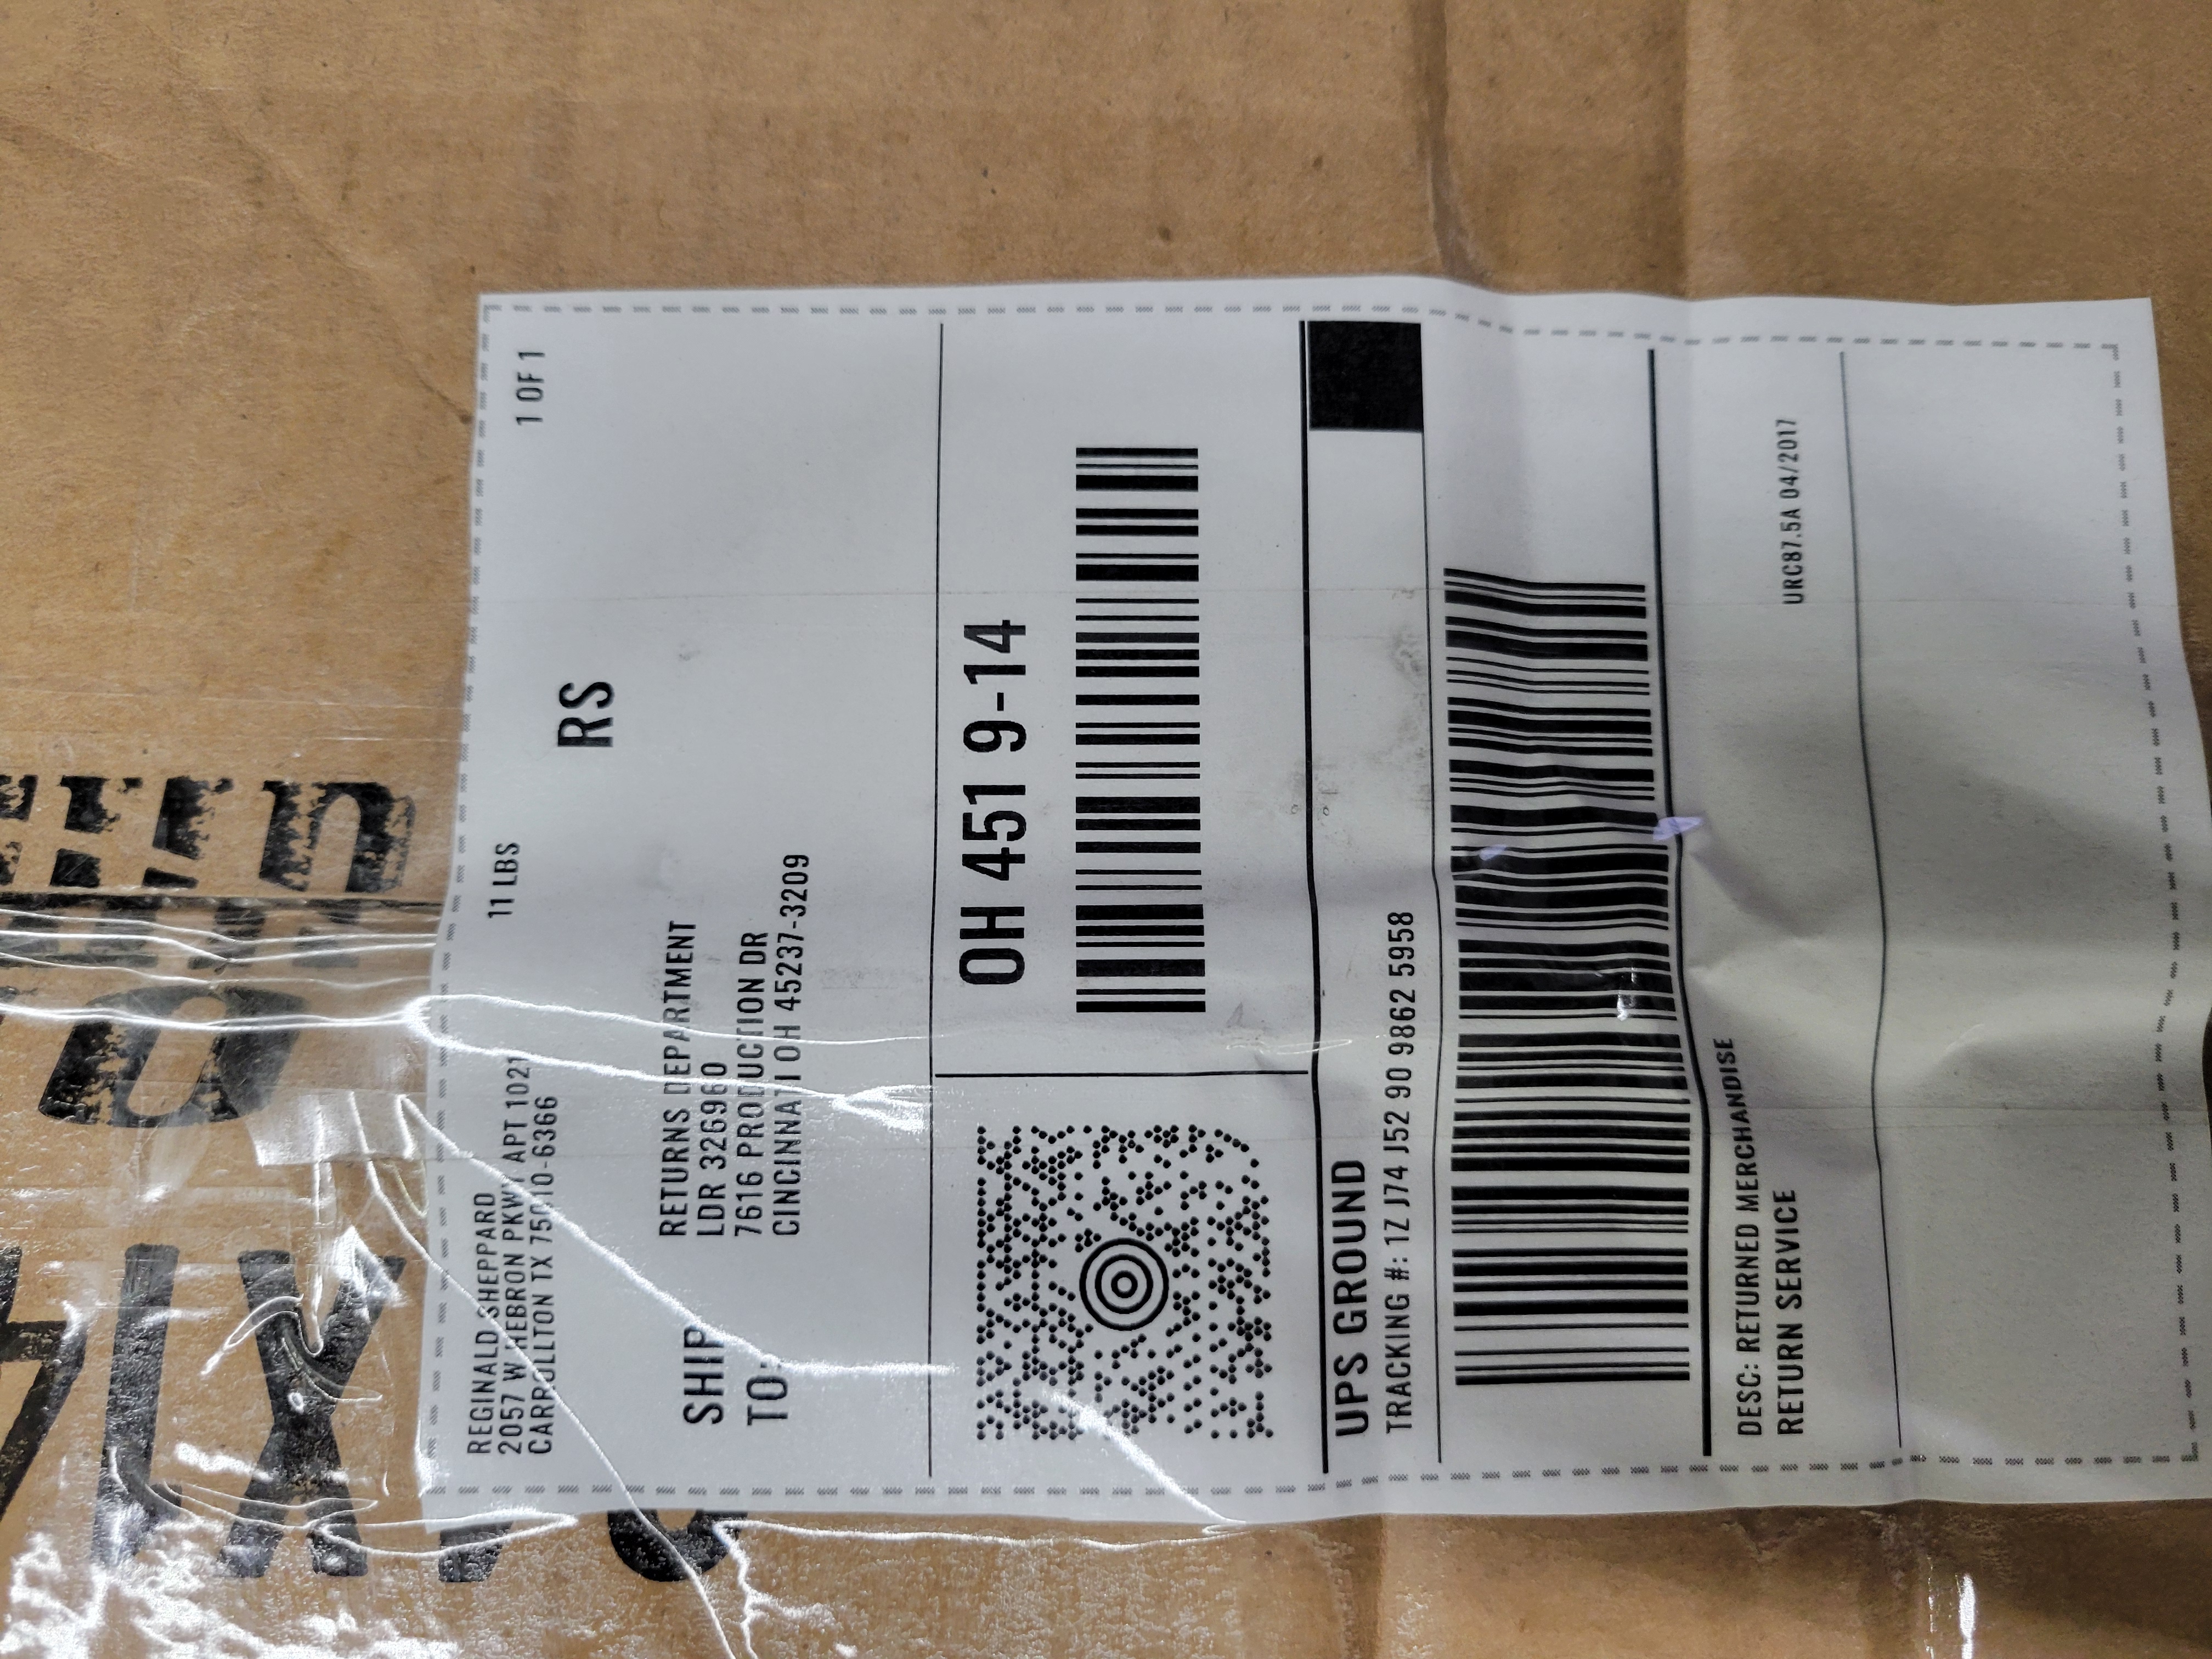 REGINALD SHEPPARD
2057 W HEBRON PKWY APT 1021
CARROLLTON TX 75010-6366
11 LBS
1 OF 1
RS
SHIP
TO:
RETURNS DEPARTMENT
LDR 326960
7616 PRODUCTION DR
CINCINNATI OH 45237-3209
OH 451 9-14
UPS GROUND
TRACKING #: 1Z J74 J52 90 9862 5958
DESC: RETURNED MERCHANDISE
RETURN SERVICE
URC87.5A 04/2017